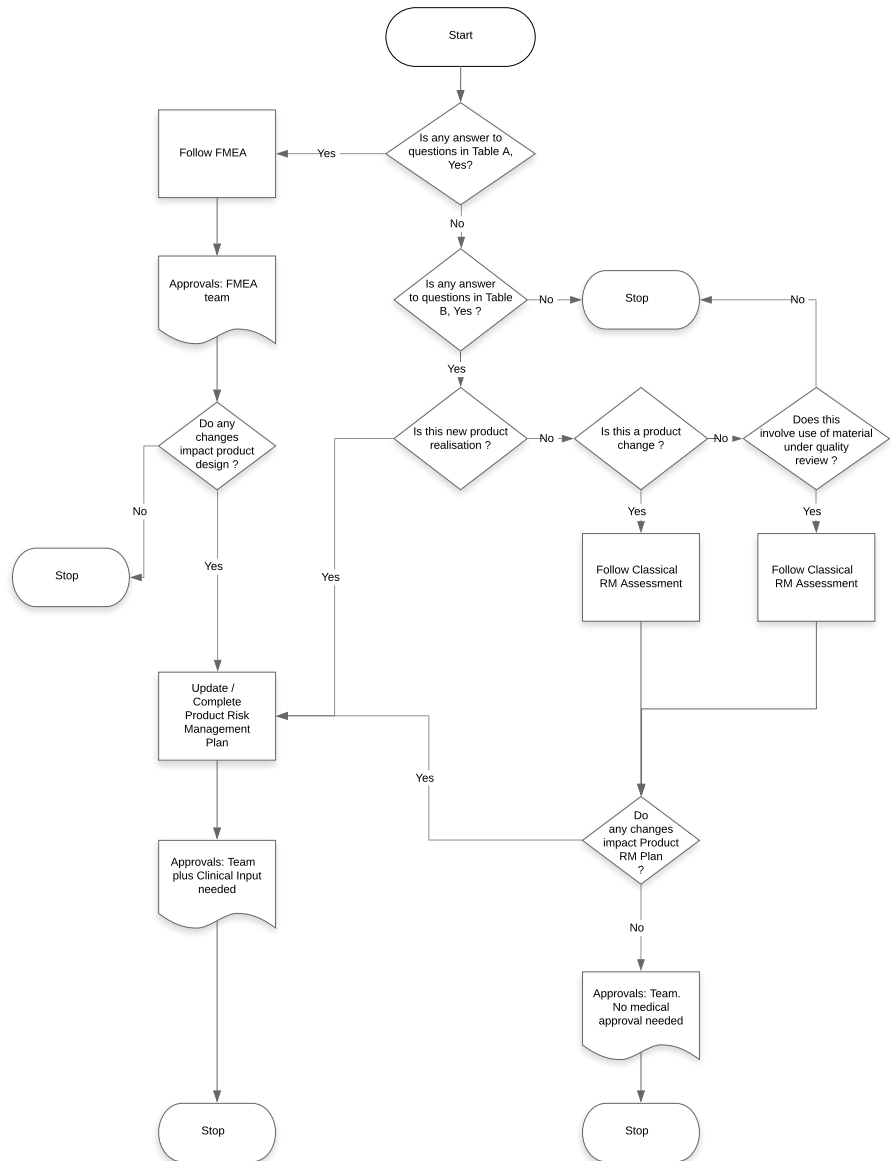 Start
Is any answer to
questions in Table A,
Yes?
Yes
Follow FMEA
No
Approvals: FMEA
team
Is any answer
to questions in Table
B, Yes ?
No
Stop
No
Yes
Do any
changes
impact product
design ?
Is this new product
realisation ?
No
Is this a product
change ?
No
Does this
involve use of material
under quality
review ?
No
Yes
Yes
Stop
Yes
Yes
Follow Classical
RM Assessment
Follow Classical
RM Assessment
Update /
Complete
Product Risk
Management
Plan
Yes
Do
any changes
impact Product
RM Plan
?
Approvals: Team
plus Clinical Input
needed
No
Approvals: Team.
No medical
approval needed
Stop
Stop